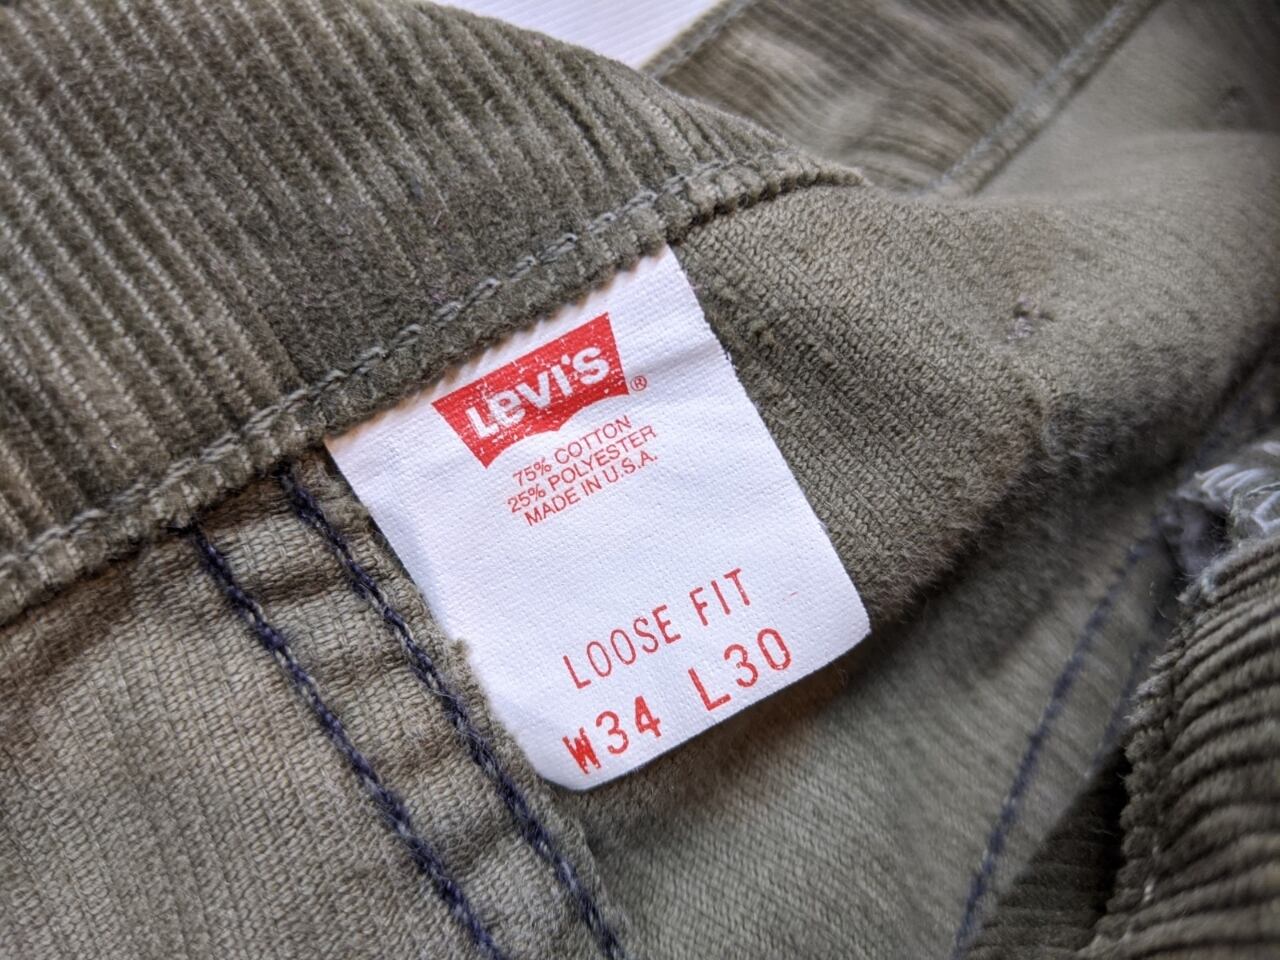 Levi's ®
75% COTTON
25% POLYESTER
MADE IN U.S.A.
LOOSE FIT
W34 L30